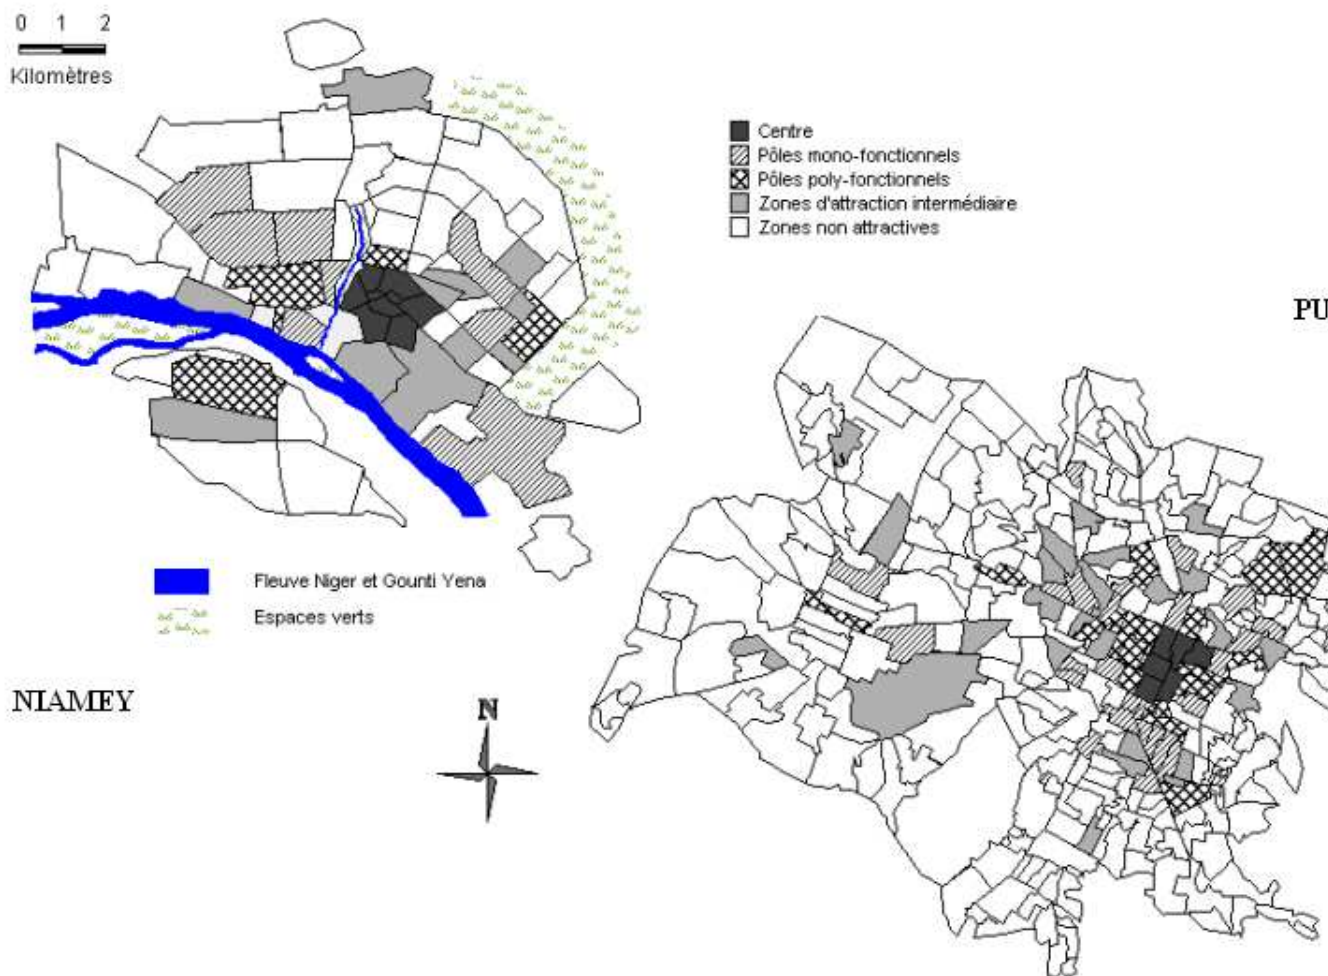 0 1 2
Kilomètres
Centre
Pôles mono-fonctionnels
Pôles poly-fonctionnels
Zones d'attraction intermédiaire
Zones non attractives
PU
Fleuve Niger et Gounti Yena
Espaces verts
NIAMEY
N